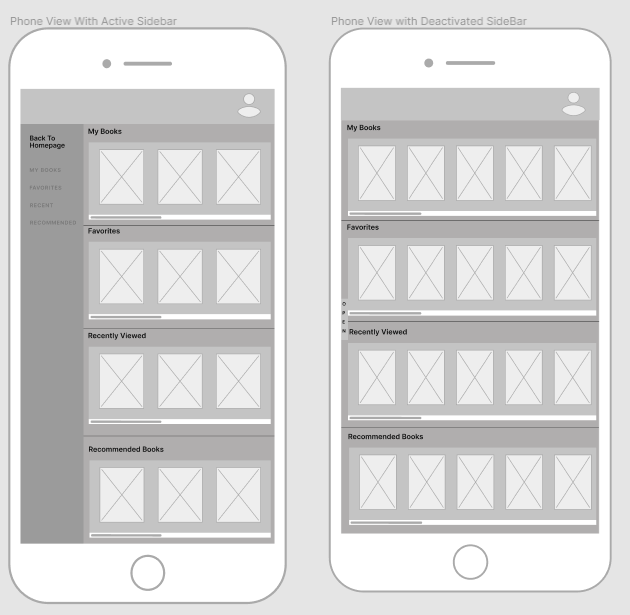 Phone View With Active Sidebar
Back To
Homepage
MY BOOKS
FAVORITES
RECENT
RECOMMENDED
My Books
Favorites
Recently Viewed
Recommended Books
Phone View with Deactivated SideBar
My Books
Favorites
O
P
E
N
Recently Viewed
Recommended Books